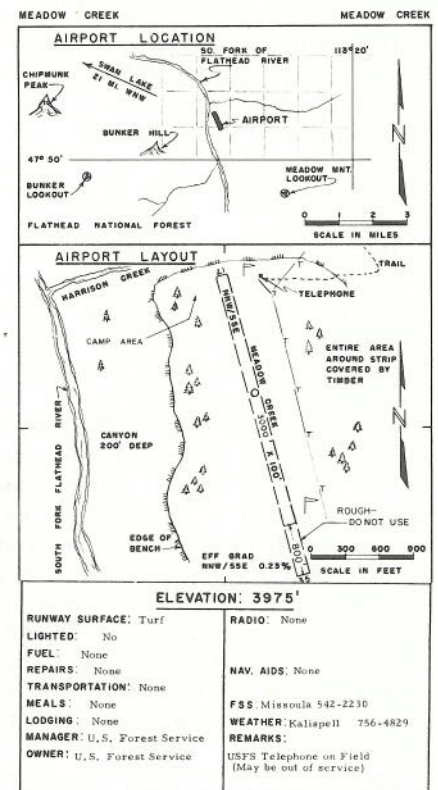 MEADOW CREEK
MEADOW CREEK
AIRPORT LOCATION
SO. FORK OF
FLATHEAD RIVER
113° 20'
CHIPMUNK
PEAK
SWAN LAKE
21 MI. WNW
AIRPORT
BUNKER HILL
N
47° 50'
MEADOW MNT.
LOOKOUT
BUNKER
LOOKOUT
FLATHEAD NATIONAL FOREST
0 1 2 3
SCALE IN MILES
AIRPORT LAYOUT
HARRISON CREEK
TRAIL
TELEPHONE
NNW/SSE
CAMP AREA
MEADOW CREEK
3000 X 100'
ENTIRE AREA
AROUND STRIP
COVERED BY
TIMBER
N
SOUTH FORK FLATHEAD RIVER
CANYON
200' DEEP
EDGE OF
BENCH
ROUGH
DO NOT USE
800
EFF GRAD
NNW/SSE 0.25%
0 300 600 900
SCALE IN FEET
ELEVATION: 3975'
RUNWAY SURFACE: Turf
LIGHTED: No
FUEL: None
REPAIRS: None
TRANSPORTATION: None
MEALS: None
LODGING: None
MANAGER: U.S. Forest Service
OWNER: U.S. Forest Service
RADIO: None
NAV. AIDS: None
FSS: Missoula 542-2230
WEATHER: Kalispell 756-4829
REMARKS:
USFS Telephone on Field
(May be out of service)